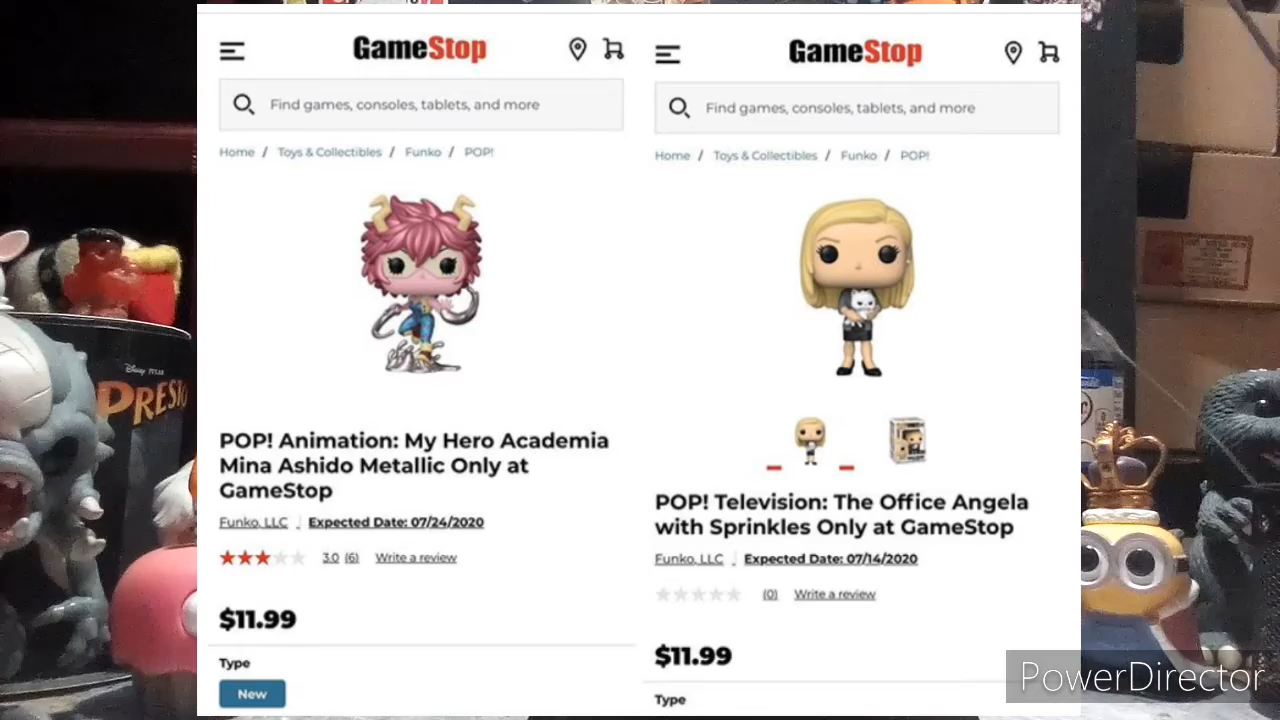 GameStop
Find games, consoles, tablets, and more
Home / Toys & Collectibles / Funko / POP!
POP! Animation: My Hero Academia
Mina Ashido Metallic Only at
GameStop
Funko, LLC Expected Date: 07/24/2020
3.0 (6) Write a review
$11.99
Type
New
GameStop
Find games, consoles, tablets, and more
Home / Toys & Collectibles / Funko / POP!
POP! Television: The Office Angela
with Sprinkles Only at GameStop
Funko, LLC Expected Date: 07/14/2020
(0) Write a review
$11.99
Type
Disney PIXAR
PRESTO
PowerDirector